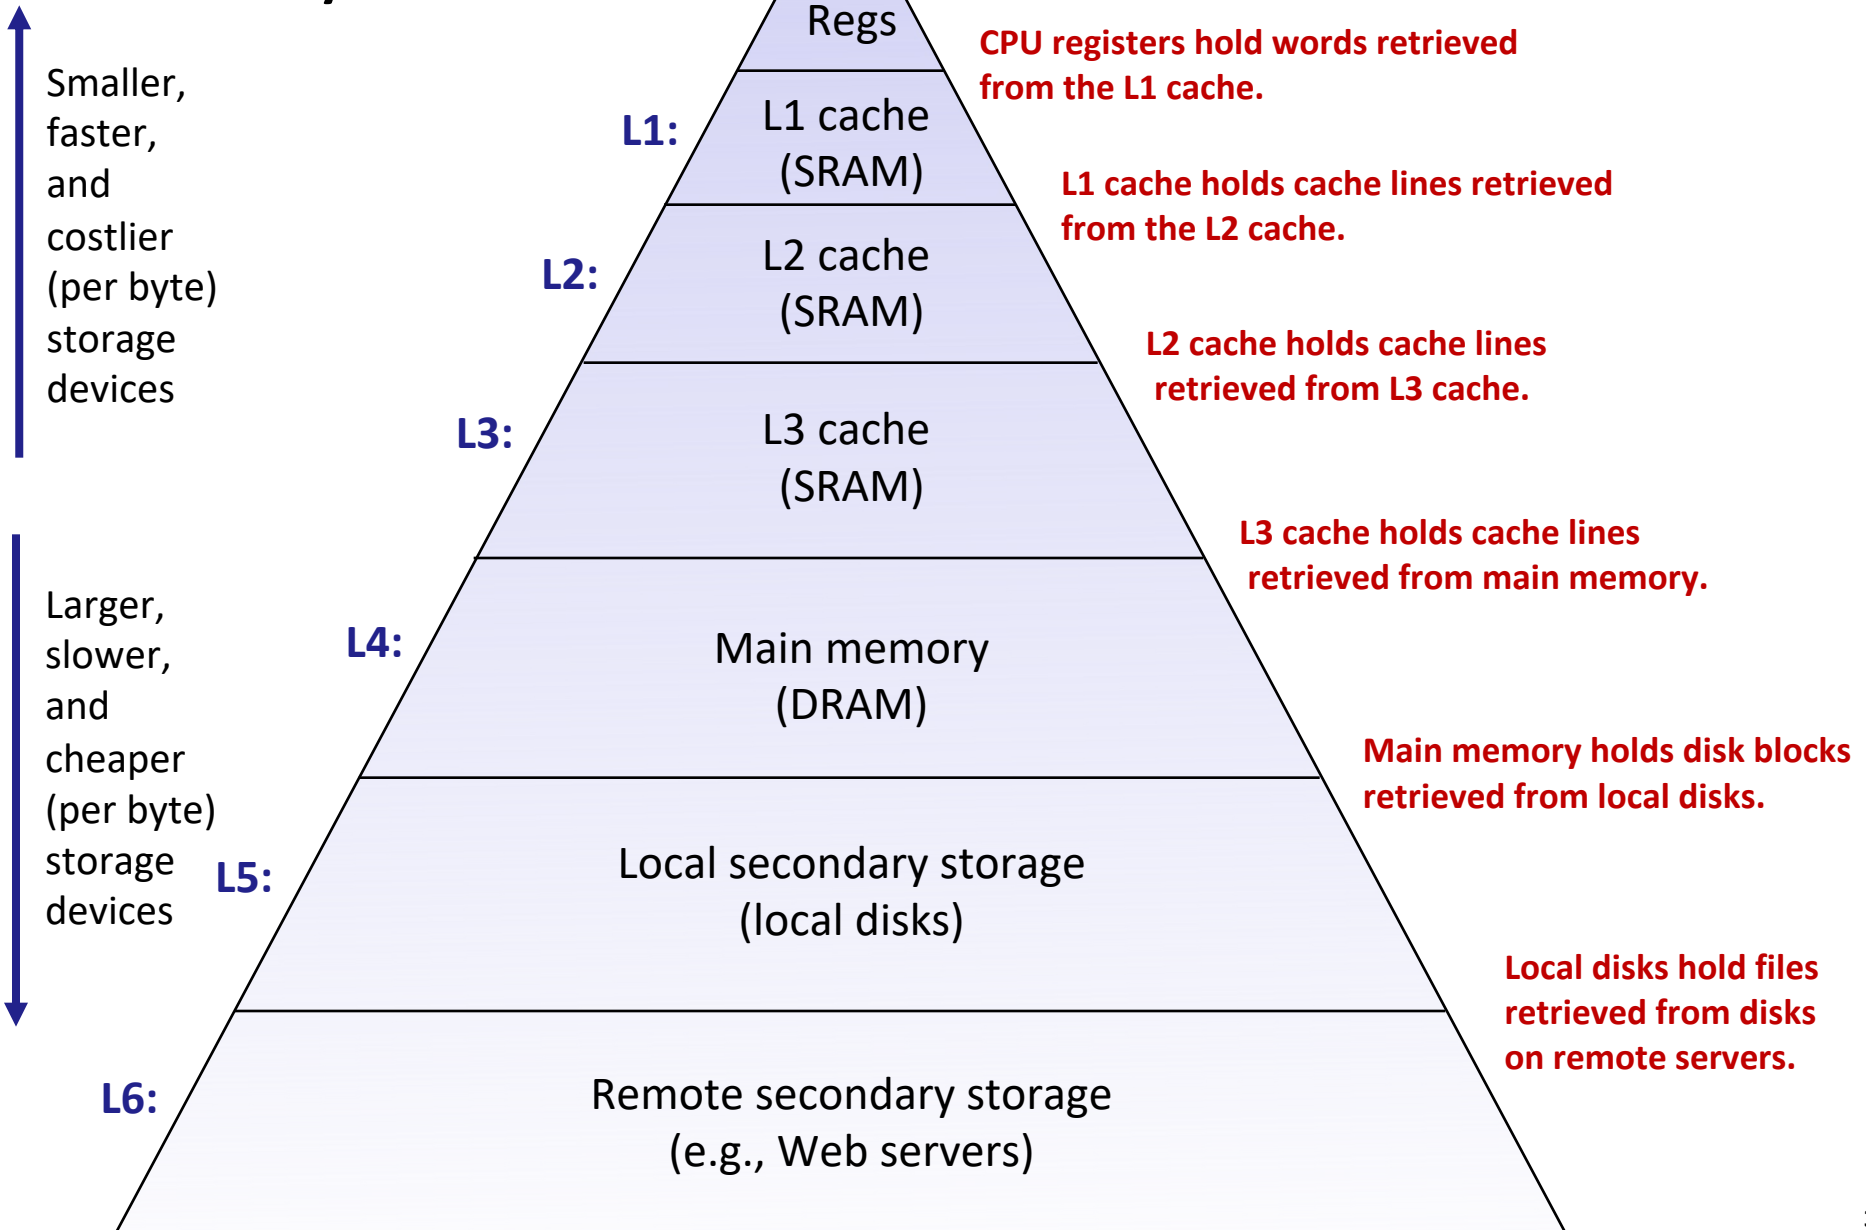 Regs
CPU registers hold words retrieved
from the L1 cache.
Smaller,
faster,
and
costlier
(per byte)
storage
devices
L1:
L1 cache
(SRAM)
L1 cache holds cache lines retrieved
from the L2 cache.
L2:
L2 cache
(SRAM)
L2 cache holds cache lines
retrieved from L3 cache.
L3:
L3 cache
(SRAM)
L3 cache holds cache lines
retrieved from main memory.
Larger,
slower,
and
cheaper
(per byte)
storage
devices
L4:
Main memory
(DRAM)
Main memory holds disk blocks
retrieved from local disks.
L5:
Local secondary storage
(local disks)
Local disks hold files
retrieved from disks
on remote servers.
L6:
Remote secondary storage
(e.g., Web servers)